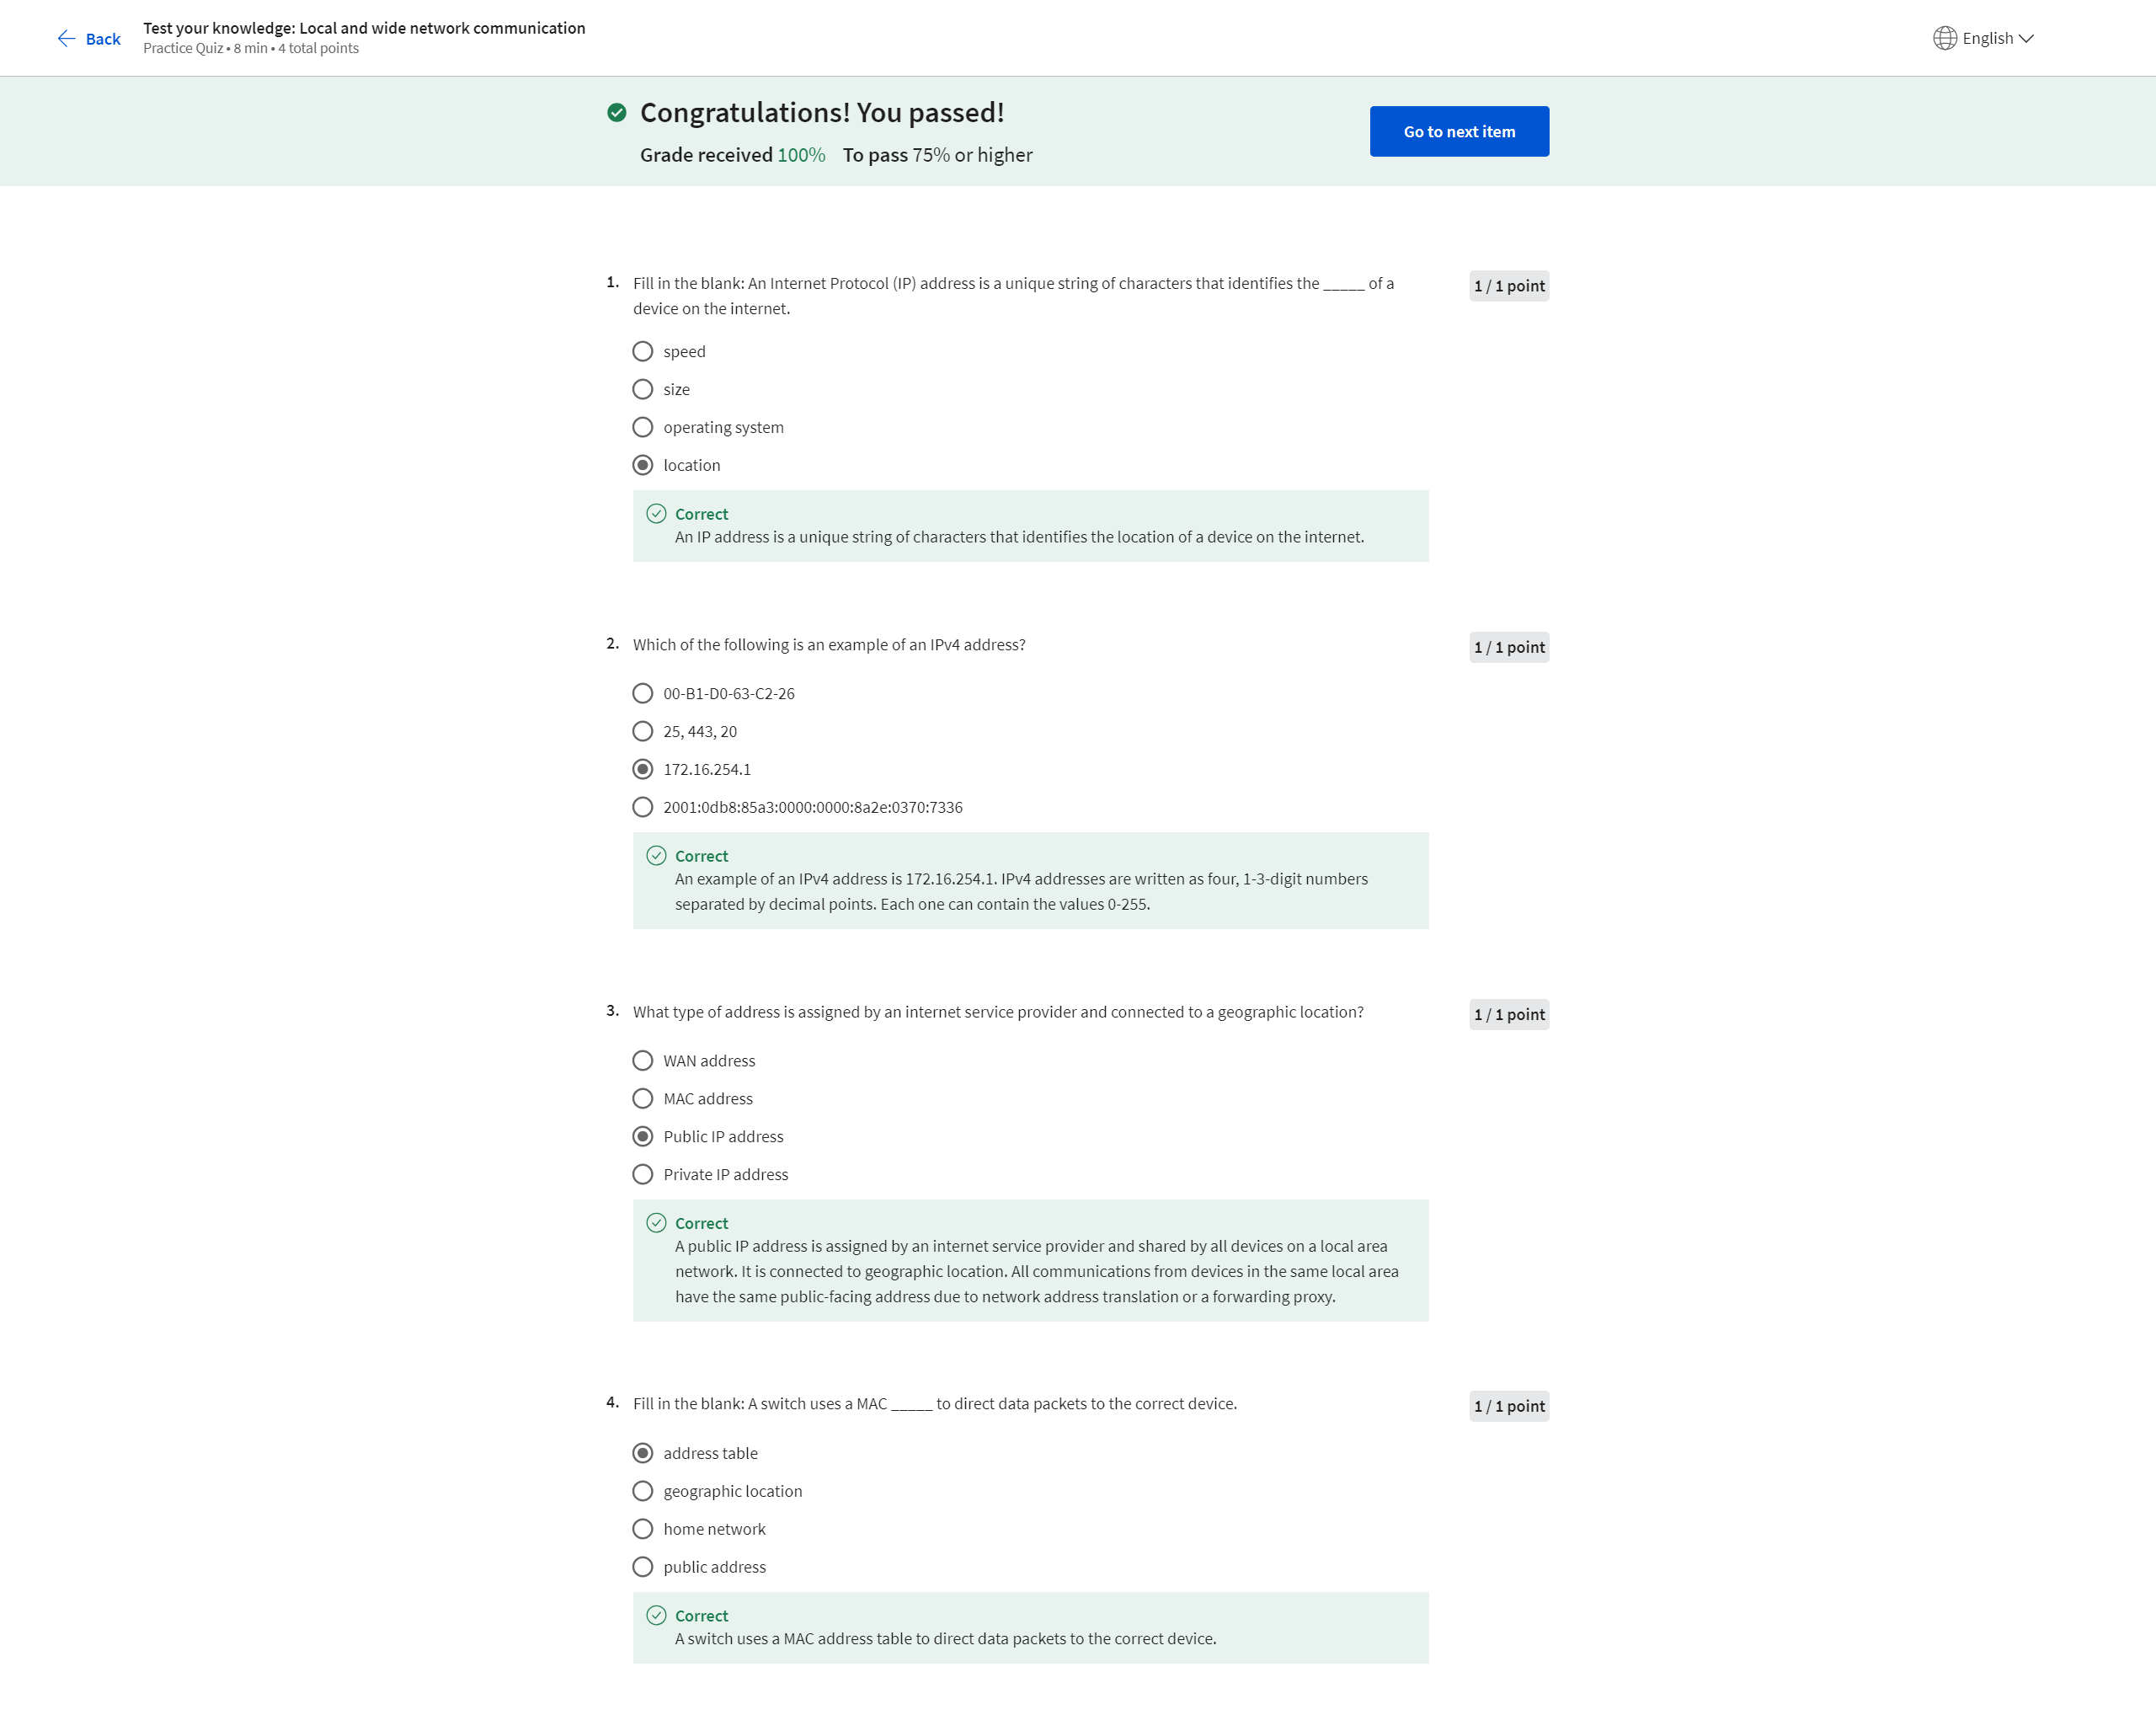 Back
Test your knowledge: Local and wide network communication
Practice Quiz • 8 min • 4 total points
English
Congratulations! You passed!
Grade received 100% To pass 75% or higher
Go to next item
1. Fill in the blank: An Internet Protocol (IP) address is a unique string of characters that identifies the _____ of a
device on the internet.
1 / 1 point
speed
size
operating system
location
Correct
An IP address is a unique string of characters that identifies the location of a device on the internet.
2. Which of the following is an example of an IPv4 address?
1 / 1 point
00-B1-D0-63-C2-26
25, 443, 20
172.16.254.1
2001:0db8:85a3:0000:0000:8a2e:0370:7336
Correct
An example of an IPv4 address is 172.16.254.1. IPv4 addresses are written as four, 1-3-digit numbers
separated by decimal points. Each one can contain the values 0-255.
3. What type of address is assigned by an internet service provider and connected to a geographic location?
1 / 1 point
WAN address
MAC address
Public IP address
Private IP address
Correct
A public IP address is assigned by an internet service provider and shared by all devices on a local area
network. It is connected to geographic location. All communications from devices in the same local area
have the same public-facing address due to network address translation or a forwarding proxy.
4. Fill in the blank: A switch uses a MAC _____ to direct data packets to the correct device.
1 / 1 point
address table
geographic location
home network
public address
Correct
A switch uses a MAC address table to direct data packets to the correct device.